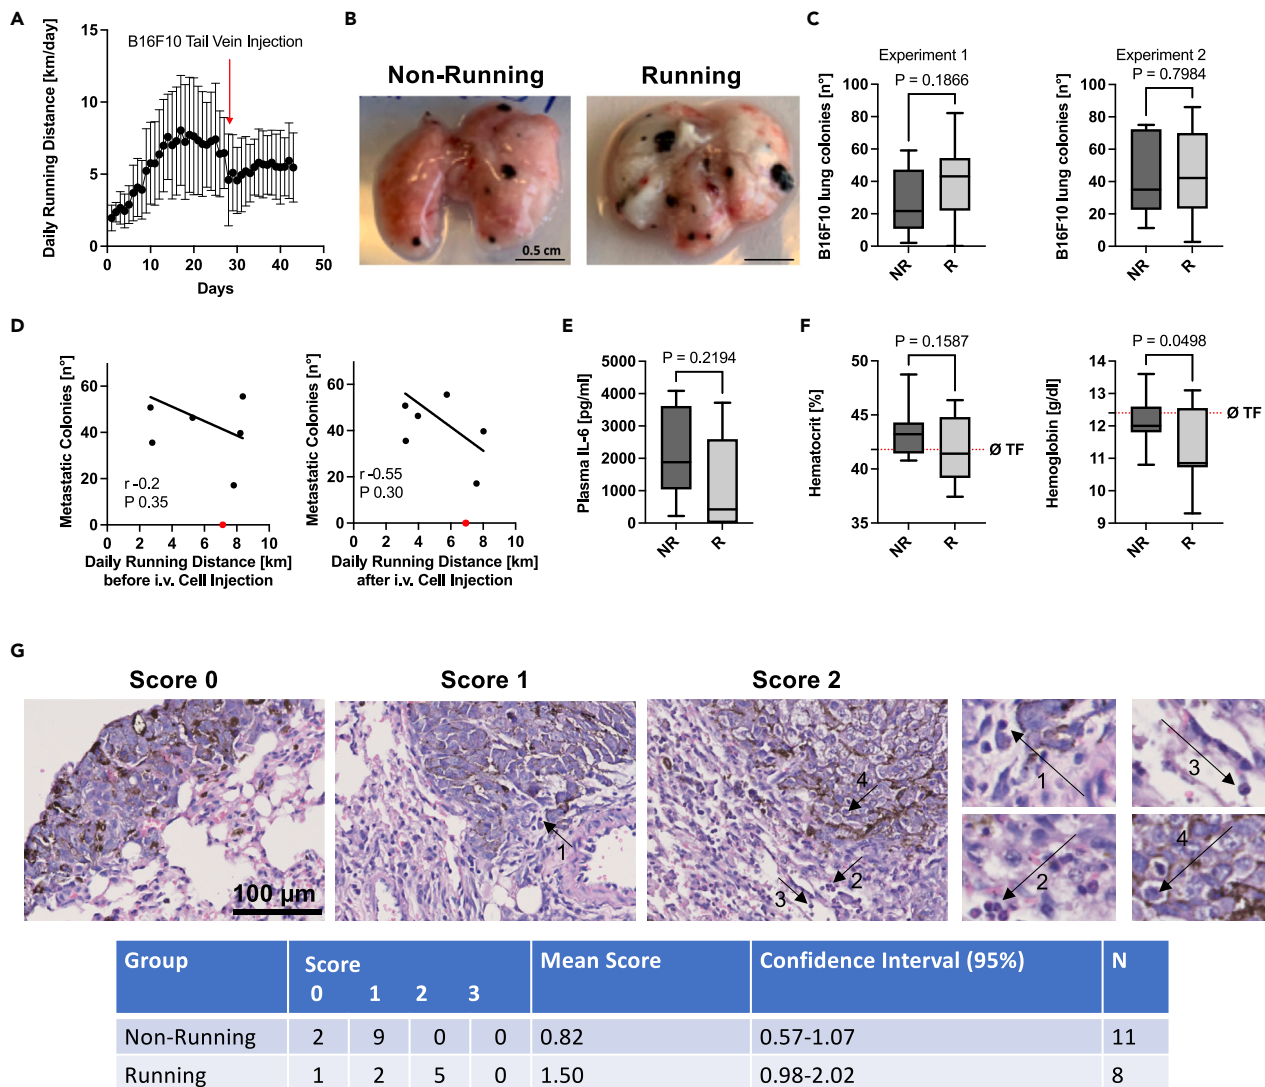 A
15
10
5
0
Daily Running Distance [km/day]
B16F10 Tail Vein Injection
0 10 20 30 40 50
Days
B
Non-Running
Running
0.5 cm
C
Experiment 1
P = 0.1866
B16F10 lung colonies [n°]
100
80
60
40
20
0
NR R
Experiment 2
P = 0.7984
B16F10 lung colonies [n°]
100
80
60
40
20
0
NR R
D
Metastatic Colonies [n°]
60
40
20
0
r -0.2
P 0.35
0 2 4 6 8 10
Daily Running Distance [km]
before i.v. Cell Injection
Metastatic Colonies [n°]
60
40
20
0
r -0.55
P 0.30
0 2 4 6 8 10
Daily Running Distance [km]
after i.v. Cell Injection
E
P = 0.2194
Plasma IL-6 [pg/ml]
5000
4000
3000
2000
1000
0
NR R
F
P = 0.1587
Hematocrit [%]
50
45
40
35
Ø TF
NR R
P = 0.0498
Hemoglobin [g/dl]
14
13
12
11
10
9
Ø TF
NR R
G
Score 0
Score 1
Score 2
100 µm
1
4
2
3
1
3
2
4
Group Score Mean Score Confidence Interval (95%) N
0 1 2 3
Non-Running 2 9 0 0 0.82 0.57-1.07 11
Running 1 2 5 0 1.50 0.98-2.02 8